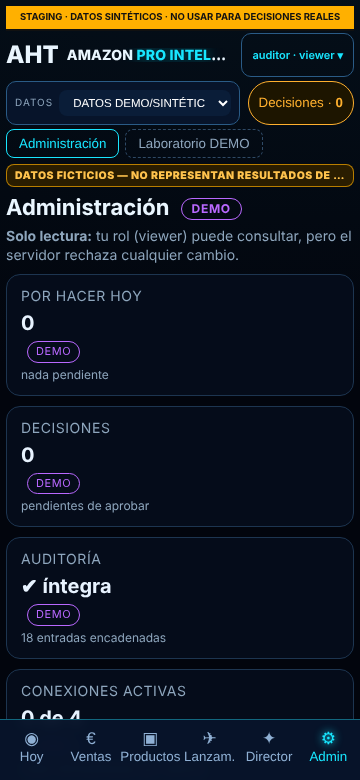 STAGING · DATOS SINTÉTICOS · NO USAR PARA DECISIONES REALES
AHT AMAZON PRO INTEL... auditor · viewer ▾
DATOS DATOS DEMO/SINTÉTIC Decisiones · 0
Administración Laboratorio DEMO
DATOS FICTICIOS — NO REPRESENTAN RESULTADOS DE ...
Administración DEMO
Solo lectura: tu rol (viewer) puede consultar, pero el
servidor rechaza cualquier cambio.
POR HACER HOY
0
DEMO
nada pendiente
DECISIONES
0
DEMO
pendientes de aprobar
AUDITORÍA
✔ íntegra
DEMO
18 entradas encadenadas
CONEXIONES ACTIVAS
0 de 4
Hoy Ventas Productos Lanzam. Director Admin